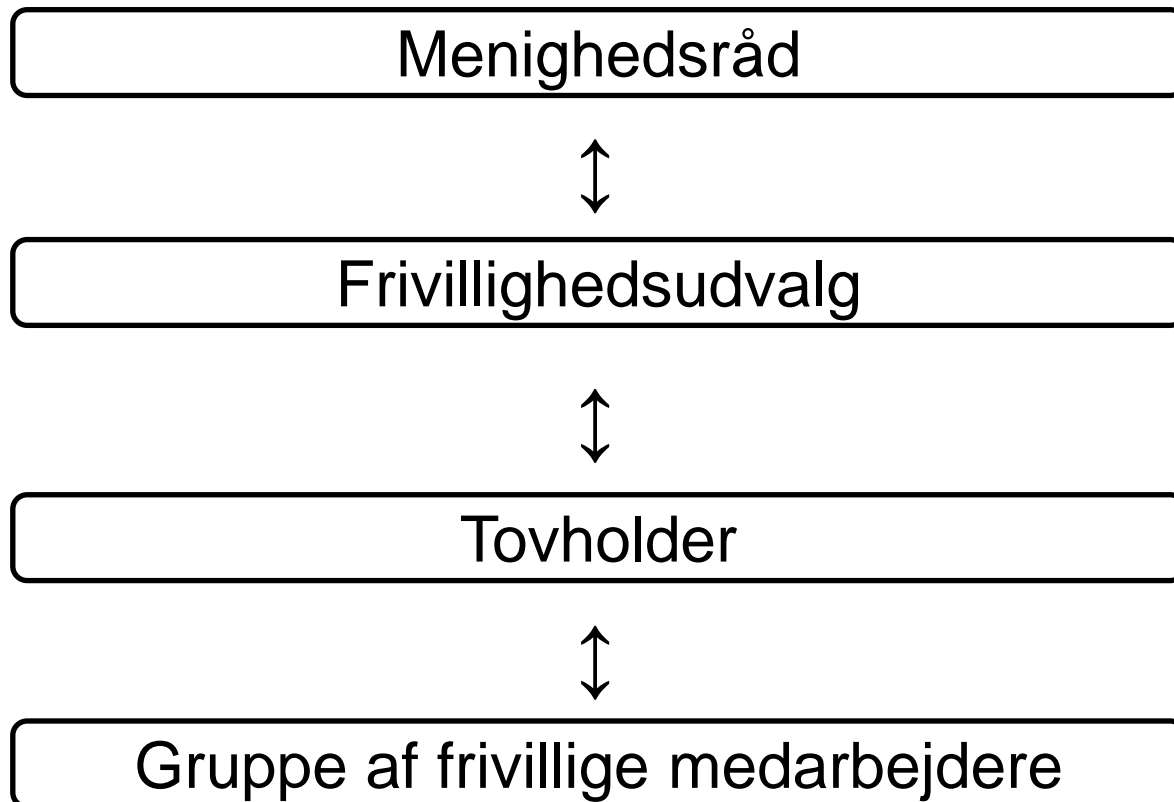 Menighedsråd
↕
Frivillighedsudvalg
↕
Tovholder
↕
Gruppe af frivillige medarbejdere